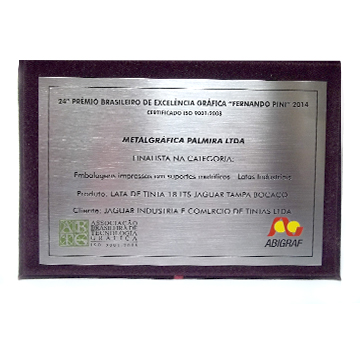 24º PRÊMIO BRASILEIRO DE EXCELÊNCIA GRÁFICA "FERNANDO PINI" 2014
CERTIFICADO ISO 9001:2008
METALGRÁFICA PALMIRA LTDA
FINALISTA NA CATEGORIA:
Embalagens impressas em suportes metálicos - Latas Industriais
Produto: LATA DE TINTA 18 LTS JAGUAR TAMPA BOCAO
Cliente: JAGUAR INDUSTRIA E COMERCIO DE TINTAS LTDA
ABTG
ASSOCIAÇÃO
BRASILEIRA DE
TECNOLOGIA
GRÁFICA
ABIGRAF